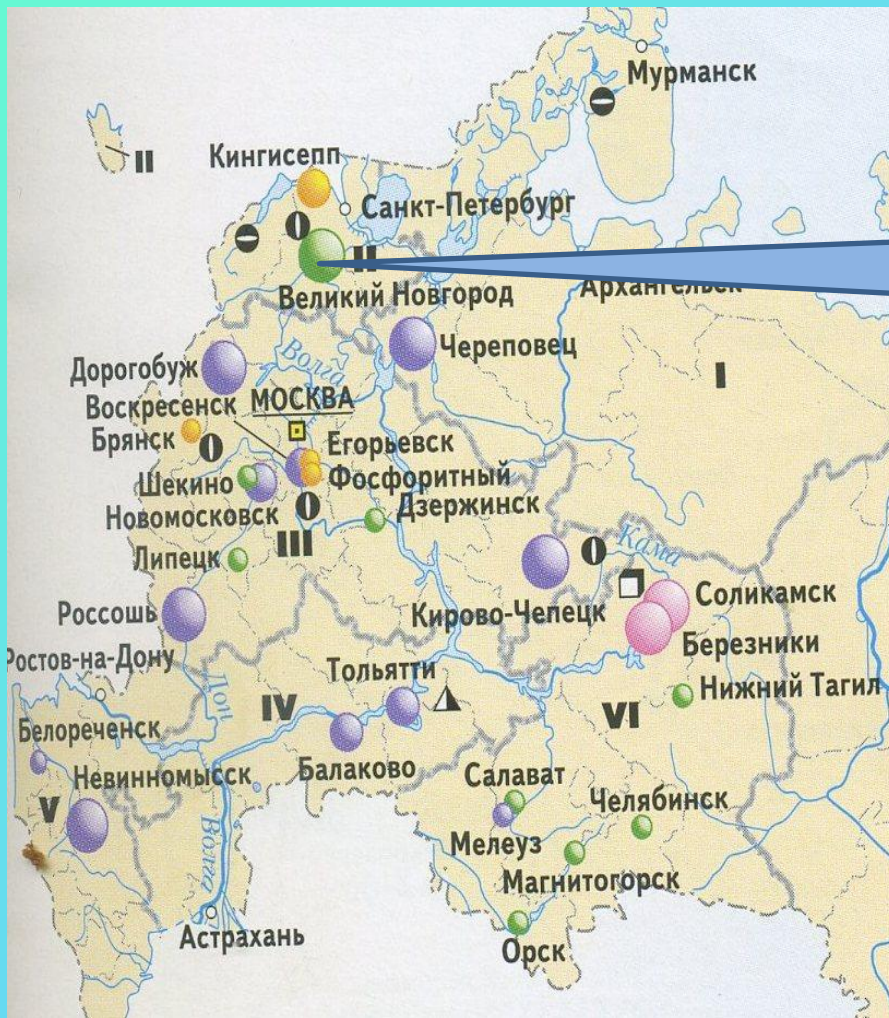 Мурманск
II
Кингисепп
Санкт-Петербург
II
Великий Новгород
Архангельск
Череповец
Волга
Дорогобуж
I
Воскресенск МОСКВА
Брянск
Егорьевск
Шекино
Фосфоритный
Новомосковск
Дзержинск
III
Кама
Липецк
Кирово-Чепецк
Соликамск
Россошь
Березники
Ростов-на-Дону
Тольятти
Нижний Тагил
Дон
IV
VI
Белореченск
Балаково
Невинномысск
Салават
Челябинск
V
Мелеуз
Волга
Магнитогорск
Астрахань
Орск